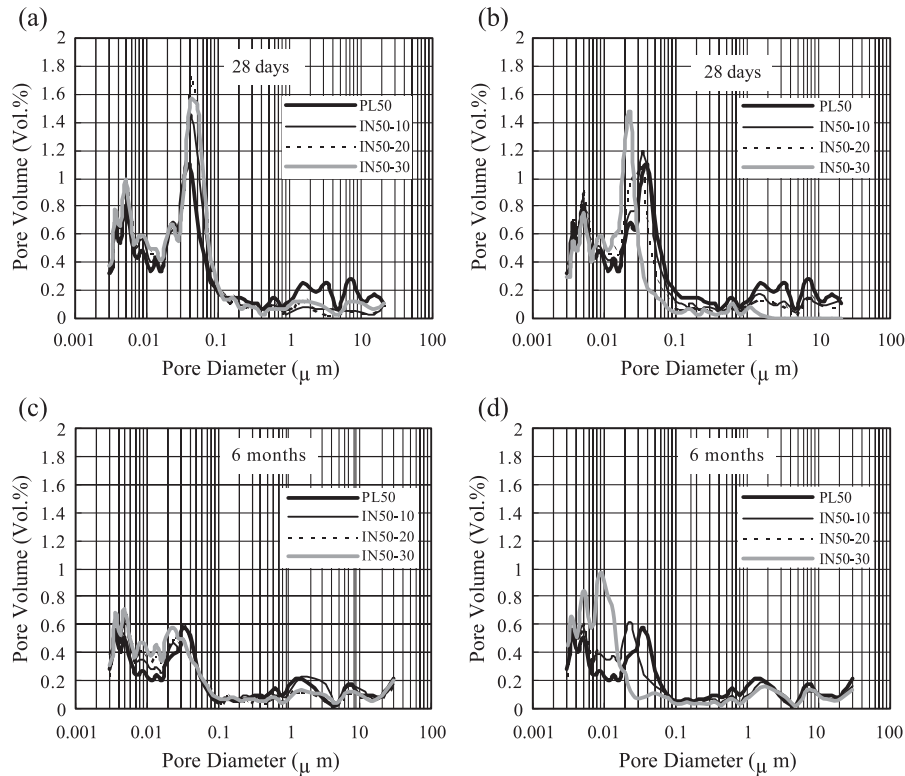 (a)
2
1.8
1.6
1.4
1.2
1
0.8
0.6
0.4
0.2
0
Pore Volume (Vol.%)
28 days
PL50
IN50-10
IN50-20
IN50-30
0.001 0.01 0.1 1 10 100
Pore Diameter (μ m)
(b)
2
1.8
1.6
1.4
1.2
1
0.8
0.6
0.4
0.2
0
Pore Volume (Vol.%)
28 days
PL50
IN50-10
IN50-20
IN50-30
0.001 0.01 0.1 1 10 100
Pore Diameter (μ m)
(c)
2
1.8
1.6
1.4
1.2
1
0.8
0.6
0.4
0.2
0
Pore Volume (Vol.%)
6 months
PL50
IN50-10
IN50-20
IN50-30
0.001 0.01 0.1 1 10 100
Pore Diameter (μ m)
(d)
2
1.8
1.6
1.4
1.2
1
0.8
0.6
0.4
0.2
0
Pore Volume (Vol.%)
6 months
PL50
IN50-10
IN50-20
IN50-30
0.001 0.01 0.1 1 10 100
Pore Diameter (μ m)